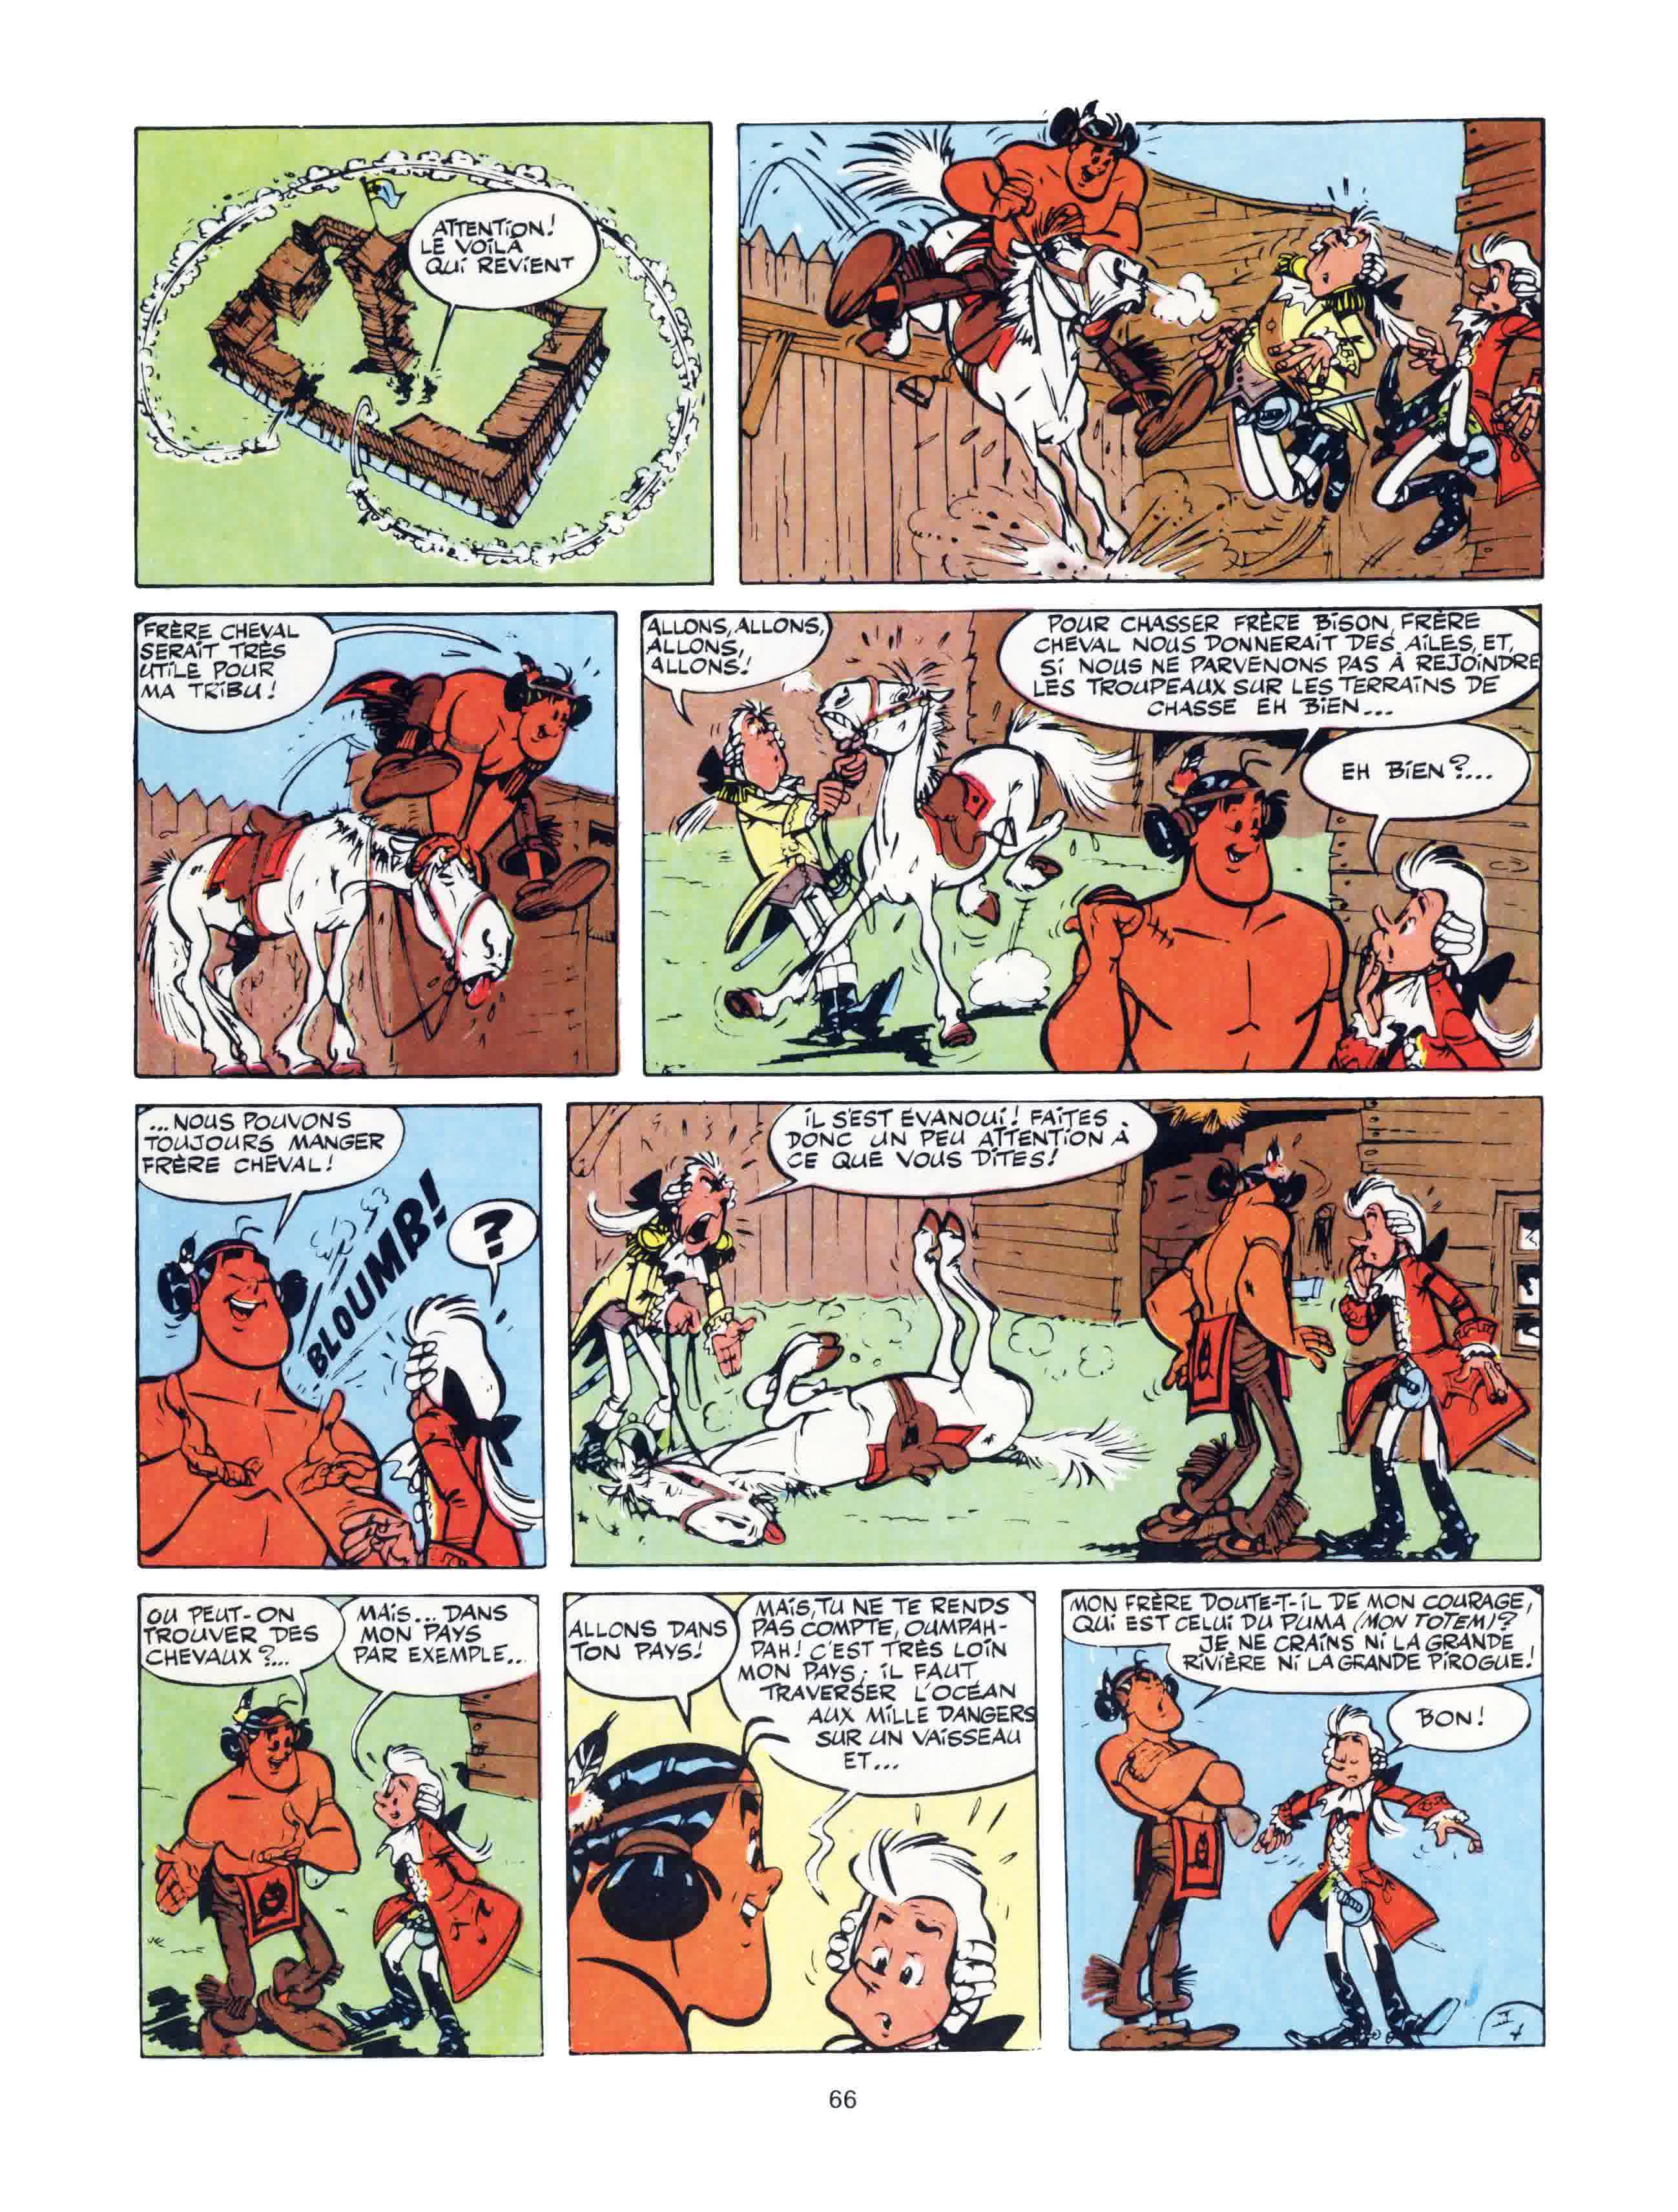 ATTENTION!
LE VOILÀ
QUI REVIENT
FRÈRE CHEVAL
SERAIT TRÈS
UTILE POUR
MA TRIBU!
ALLONS, ALLONS,
ALLONS,
ALLONS!
POUR CHASSER FRÈRE BISON, FRÈRE
CHEVAL NOUS DONNERAIT DES AILES, ET,
SI NOUS NE PARVENONS PAS À REJOINDRE
LES TROUPEAUX SUR LES TERRAINS DE
CHASSE EH BIEN...
EH BIEN?...
...NOUS POUVONS
TOUJOURS MANGER
FRÈRE CHEVAL!
BLOUMB!
?
IL S'EST ÉVANOUI! FAITES
DONC UN PEU ATTENTION À
CE QUE VOUS DITES!
OU PEUT-ON
TROUVER DES
CHEVAUX?...
MAIS... DANS
MON PAYS
PAR EXEMPLE...
ALLONS DANS
TON PAYS!
MAIS, TU NE TE RENDS
PAS COMPTE, OUMPAH-
PAH! C'EST TRÈS LOIN
MON PAYS; IL FAUT
TRAVERSER L'OCÉAN
AUX MILLE DANGERS
SUR UN VAISSEAU
ET...
MON FRÈRE DOUTE-T-IL DE MON COURAGE,
QUI EST CELUI DU PUMA (MON TOTEM)?
JE NE CRAINS NI LA GRANDE
RIVIÈRE NI LA GRANDE PIROGUE!
BON!
II
4
66